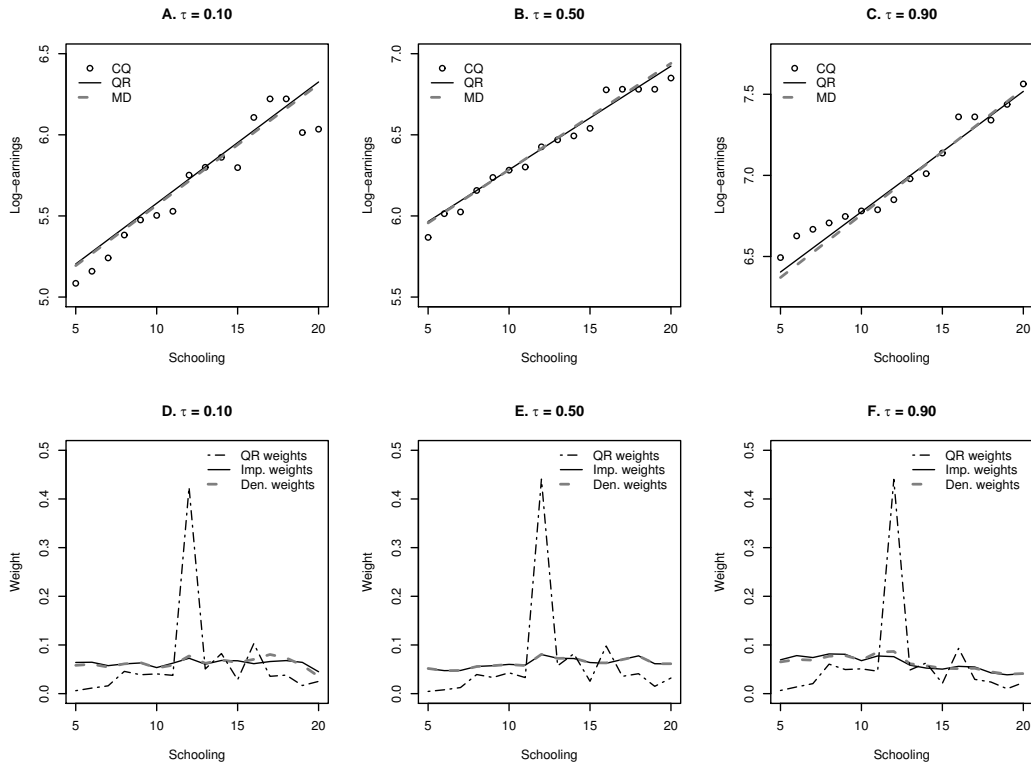 A. τ = 0.10
6.5
6.0
5.5
5.0
Log−earnings
CQ
QR
MD
5 10 15 20
Schooling
B. τ = 0.50
7.0
6.5
6.0
5.5
Log−earnings
CQ
QR
MD
5 10 15 20
Schooling
C. τ = 0.90
7.5
7.0
6.5
Log−earnings
CQ
QR
MD
5 10 15 20
Schooling
D. τ = 0.10
0.5
0.4
0.3
0.2
0.1
0.0
Weight
QR weights
Imp. weights
Den. weights
5 10 15 20
Schooling
E. τ = 0.50
0.5
0.4
0.3
0.2
0.1
0.0
Weight
QR weights
Imp. weights
Den. weights
5 10 15 20
Schooling
F. τ = 0.90
0.5
0.4
0.3
0.2
0.1
0.0
Weight
QR weights
Imp. weights
Den. weights
5 10 15 20
Schooling